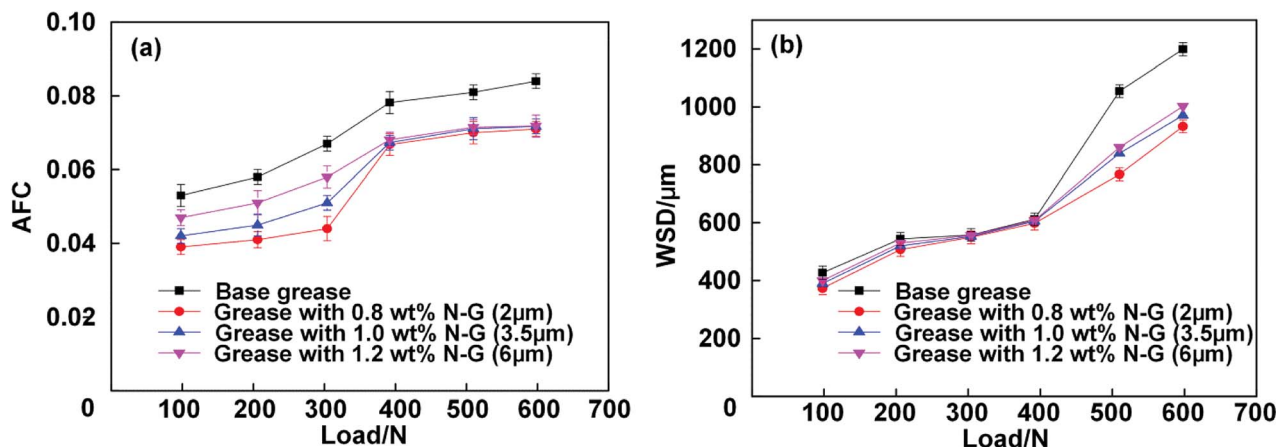 (a)
0.10
0.08
0.06
0.04
0.02
0
AFC
100 200 300 400 500 600 700
Load/N
Base grease
Grease with 0.8 wt% N-G (2μm)
Grease with 1.0 wt% N-G (3.5μm)
Grease with 1.2 wt% N-G (6μm)
(b)
1200
1000
800
600
400
200
0
WSD/μm
100 200 300 400 500 600 700
Load/N
Base grease
Grease with 0.8 wt% N-G (2μm)
Grease with 1.0 wt% N-G (3.5μm)
Grease with 1.2 wt% N-G (6μm)